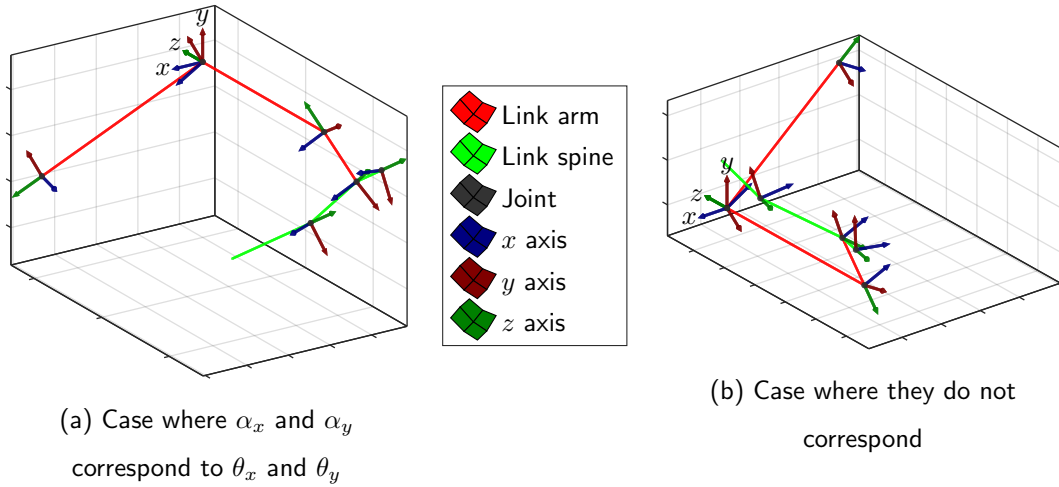 y
z
x
Link arm
Link spine
Joint
x axis
y axis
z axis
y
z
x
(a) Case where αx and αy
correspond to θx and θy
(b) Case where they do not
correspond